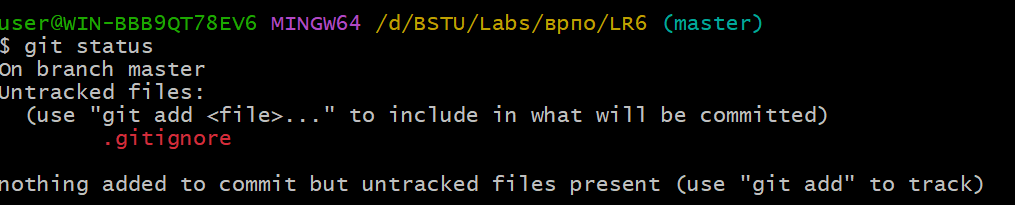 user@WIN-BBB9QT78EV6 MINGW64 /d/BSTU/Labs/врпо/LR6 (master)
$ git status
On branch master
Untracked files:
  (use "git add <file>..." to include in what will be committed)
        .gitignore

nothing added to commit but untracked files present (use "git add" to track)